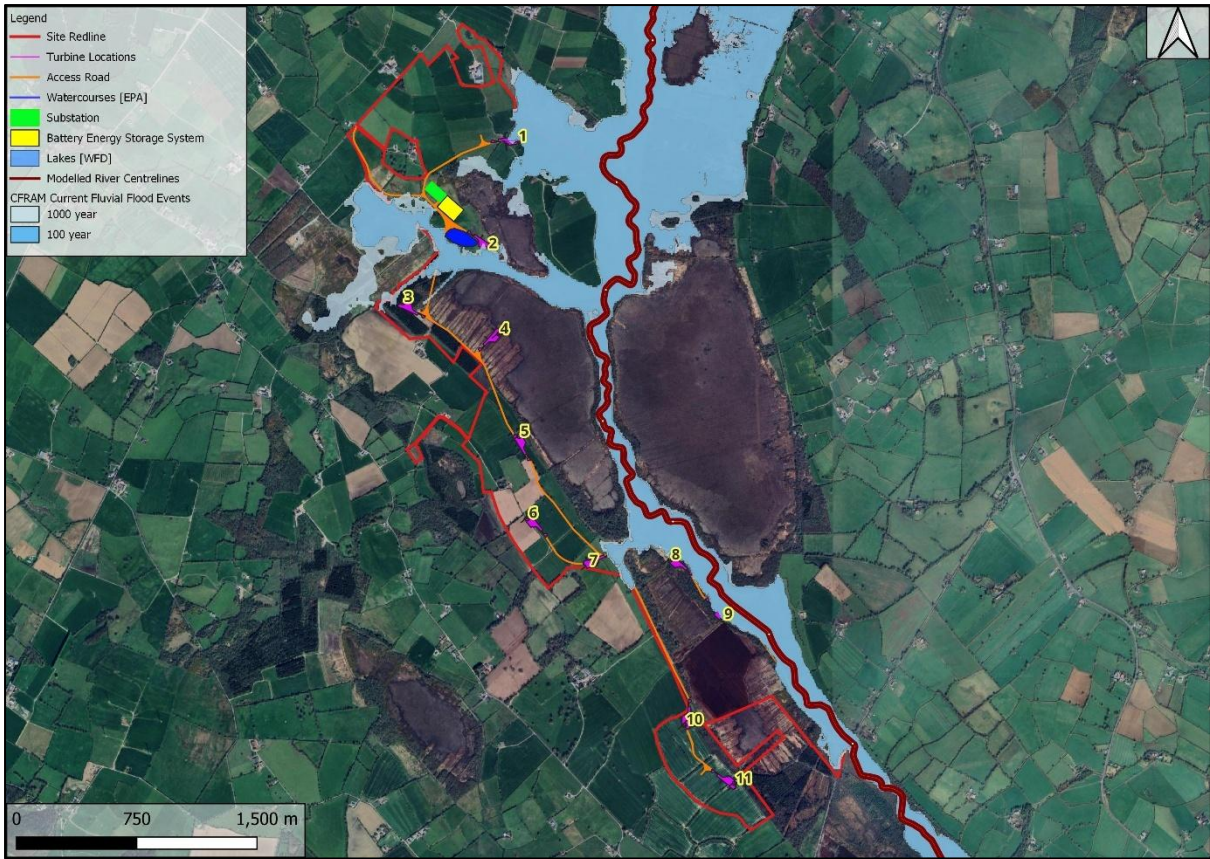 Legend
Site Redline
Turbine Locations
Access Road
Watercourses [EPA]
Substation
Battery Energy Storage System
Lakes [WFD]
Modelled River Centrelines
CFRAM Current Fluvial Flood Events
1000 year
100 year
1
2
3
4
5
6
7
8
9
10
11
0 750 1,500 m